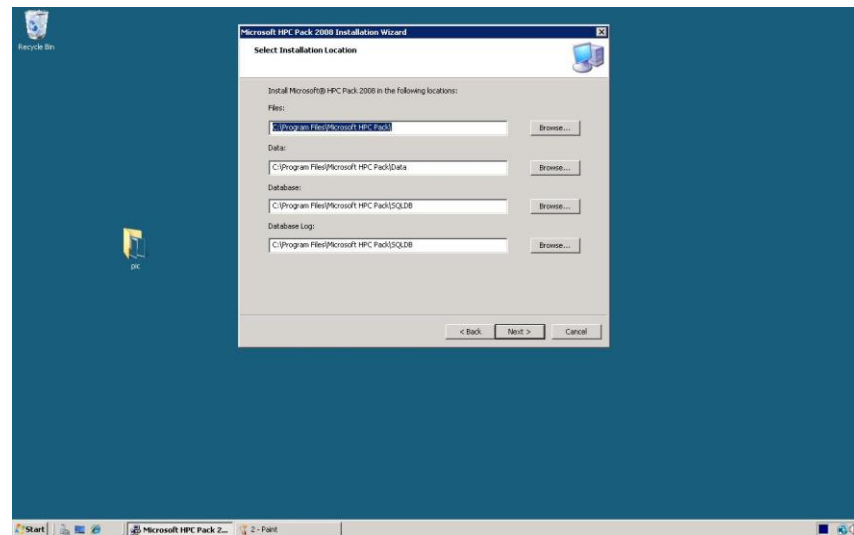 Recycle Bin
Microsoft HPC Pack 2008 Installation Wizard
Select Installation Location
Install Microsoft® HPC Pack 2008 in the following locations:
Files:
C:\Program Files\Microsoft HPC Pack\
Browse...
Data:
C:\Program Files\Microsoft HPC Pack\Data
Browse...
Database:
C:\Program Files\Microsoft HPC Pack\SQLDB
Browse...
Database Log:
C:\Program Files\Microsoft HPC Pack\SQLDB
Browse...
pic
< Back Next > Cancel
Start Microsoft HPC Pack 2... 2 - Paint